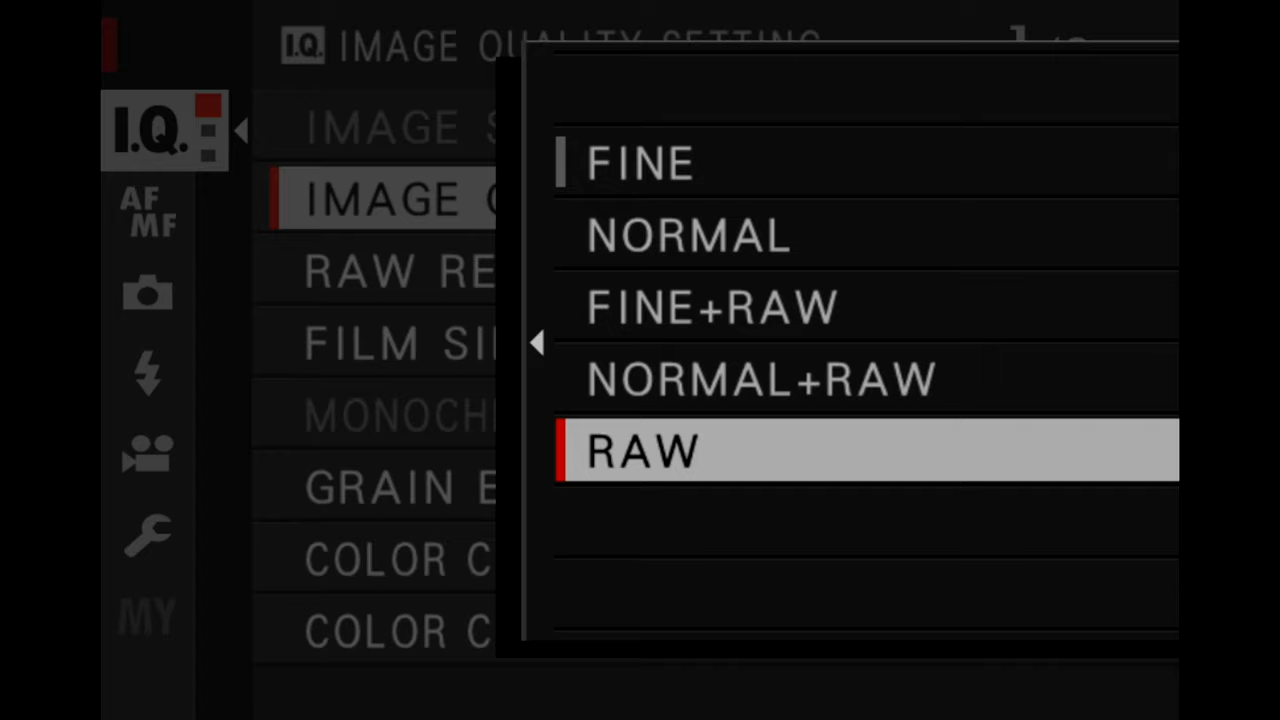 I.Q. IMAGE QUALITY SETTING
I.Q.
IMAGE
IMAGE
RAW RE
FILM SI
MONOCH
GRAIN E
COLOR C
COLOR C
AF
MF
MY
FINE
NORMAL
FINE+RAW
NORMAL+RAW
RAW